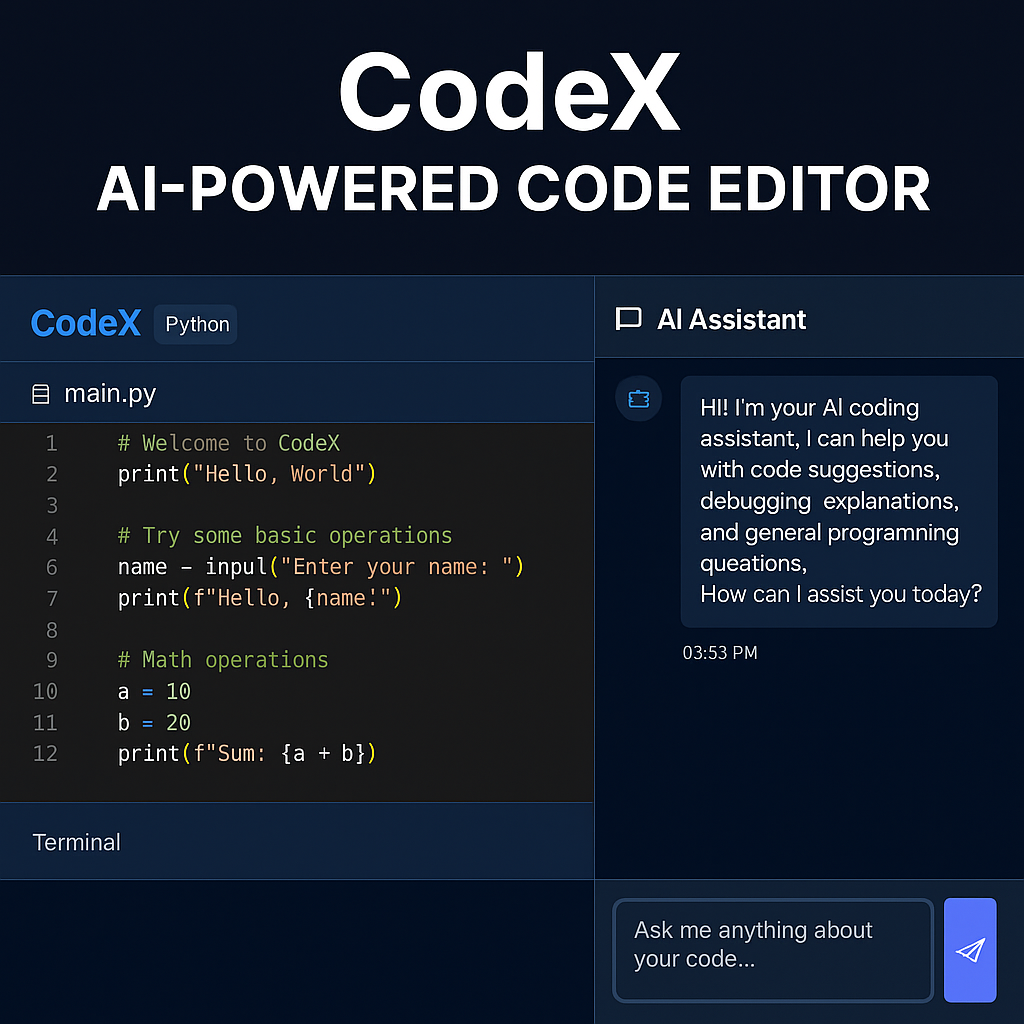 CodeX
AI-POWERED CODE EDITOR
CodeX Python
main.py
1 # Welcome to CodeX
2 print("Hello, World")
3
4 # Try some basic operations
6 name – inpul("Enter your name: ")
7 print(f"Hello, {name!")
8
9 # Math operations
10 a = 10
11 b = 20
12 print(f"Sum: {a + b})
Terminal
AI Assistant
HI! I'm your AI coding
assistant, I can help you
with code suggestions,
debugging explanations,
and general programning
queations,
How can I assist you today?
03:53 PM
Ask me anything about
your code...